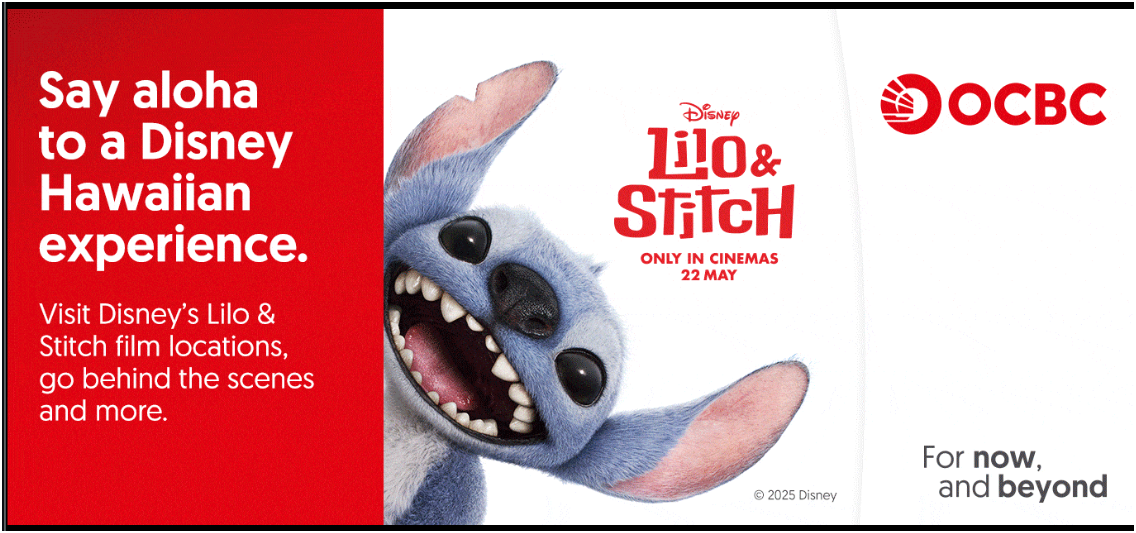 Say aloha
to a Disney
Hawaiian
experience.
Visit Disney's Lilo &
Stitch film locations,
go behind the scenes
and more.
Disney
Lilo &
Stitch
ONLY IN CINEMAS
22 MAY
© 2025 Disney
OCBC
For now,
and beyond